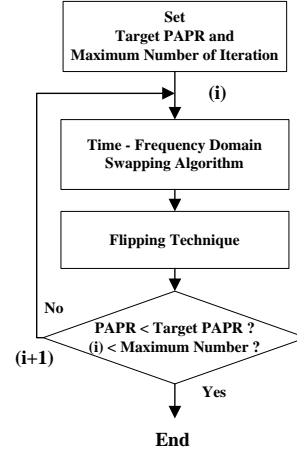 Set
Target PAPR and
Maximum Number of Iteration
(i)
Time - Frequency Domain
Swapping Algorithm
Flipping Technique
No
PAPR < Target PAPR ?
(i) < Maximum Number ?
(i+1)
Yes
End